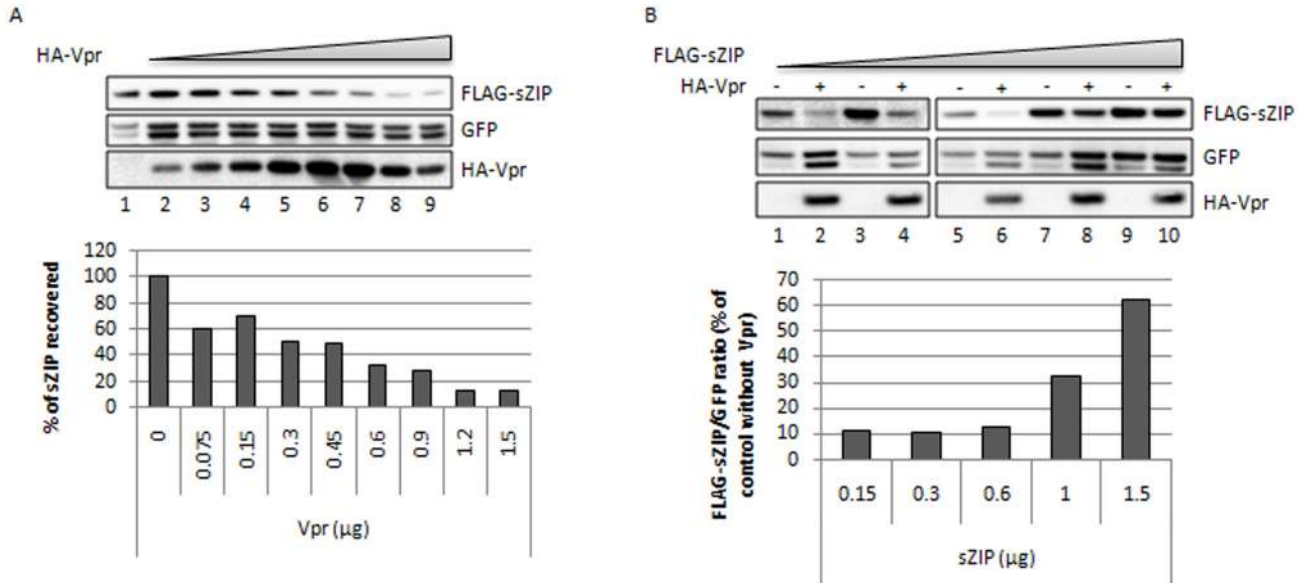 A
HA-Vpr
FLAG-sZIP
GFP
HA-Vpr
1 2 3 4 5 6 7 8 9
% of sZIP recovered
120
100
80
60
40
20
0
0 0.075 0.15 0.3 0.45 0.6 0.9 1.2 1.5
Vpr (µg)
B
FLAG-sZIP
HA-Vpr - + - + - + - + - +
FLAG-sZIP
GFP
HA-Vpr
1 2 3 4 5 6 7 8 9 10
FLAG-sZIP/GFP ratio (% of
control without Vpr)
70
60
50
40
30
20
10
0
0.15 0.3 0.6 1 1.5
sZIP (µg)